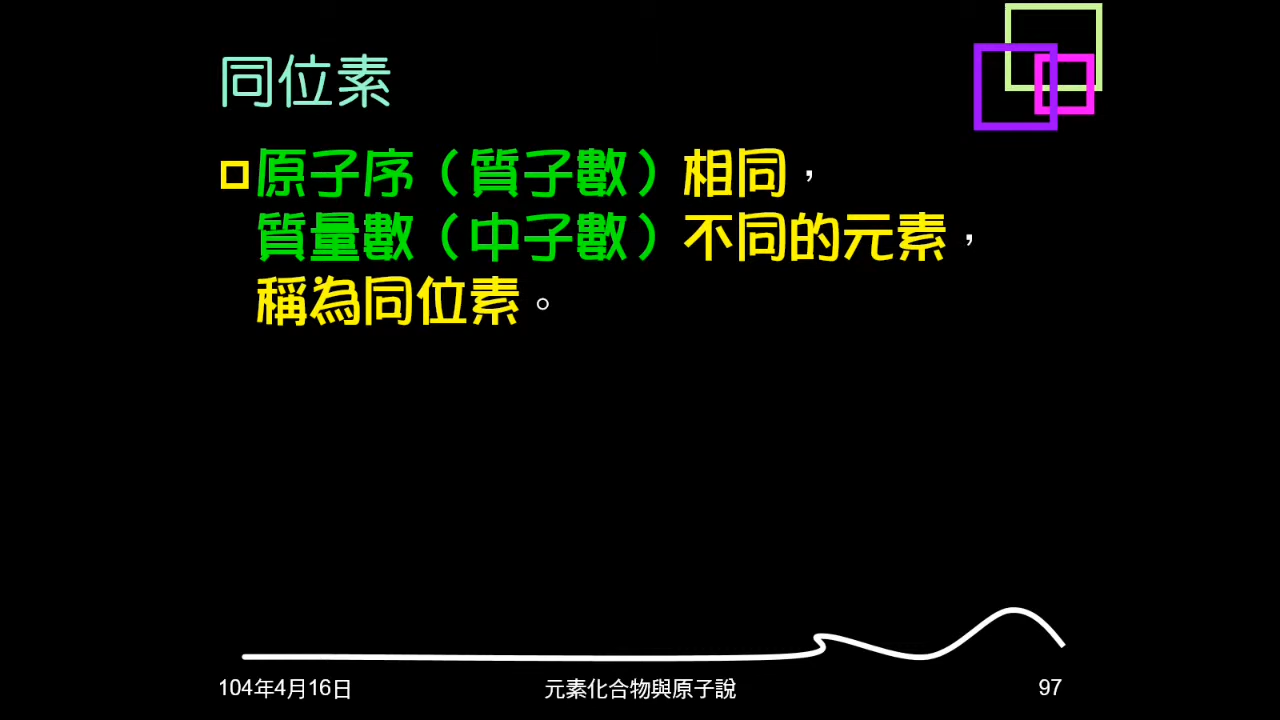 同位素
原子序（質子數）相同，
質量數（中子數）不同的元素，
稱為同位素。
104年4月16日
元素化合物與原子說
97